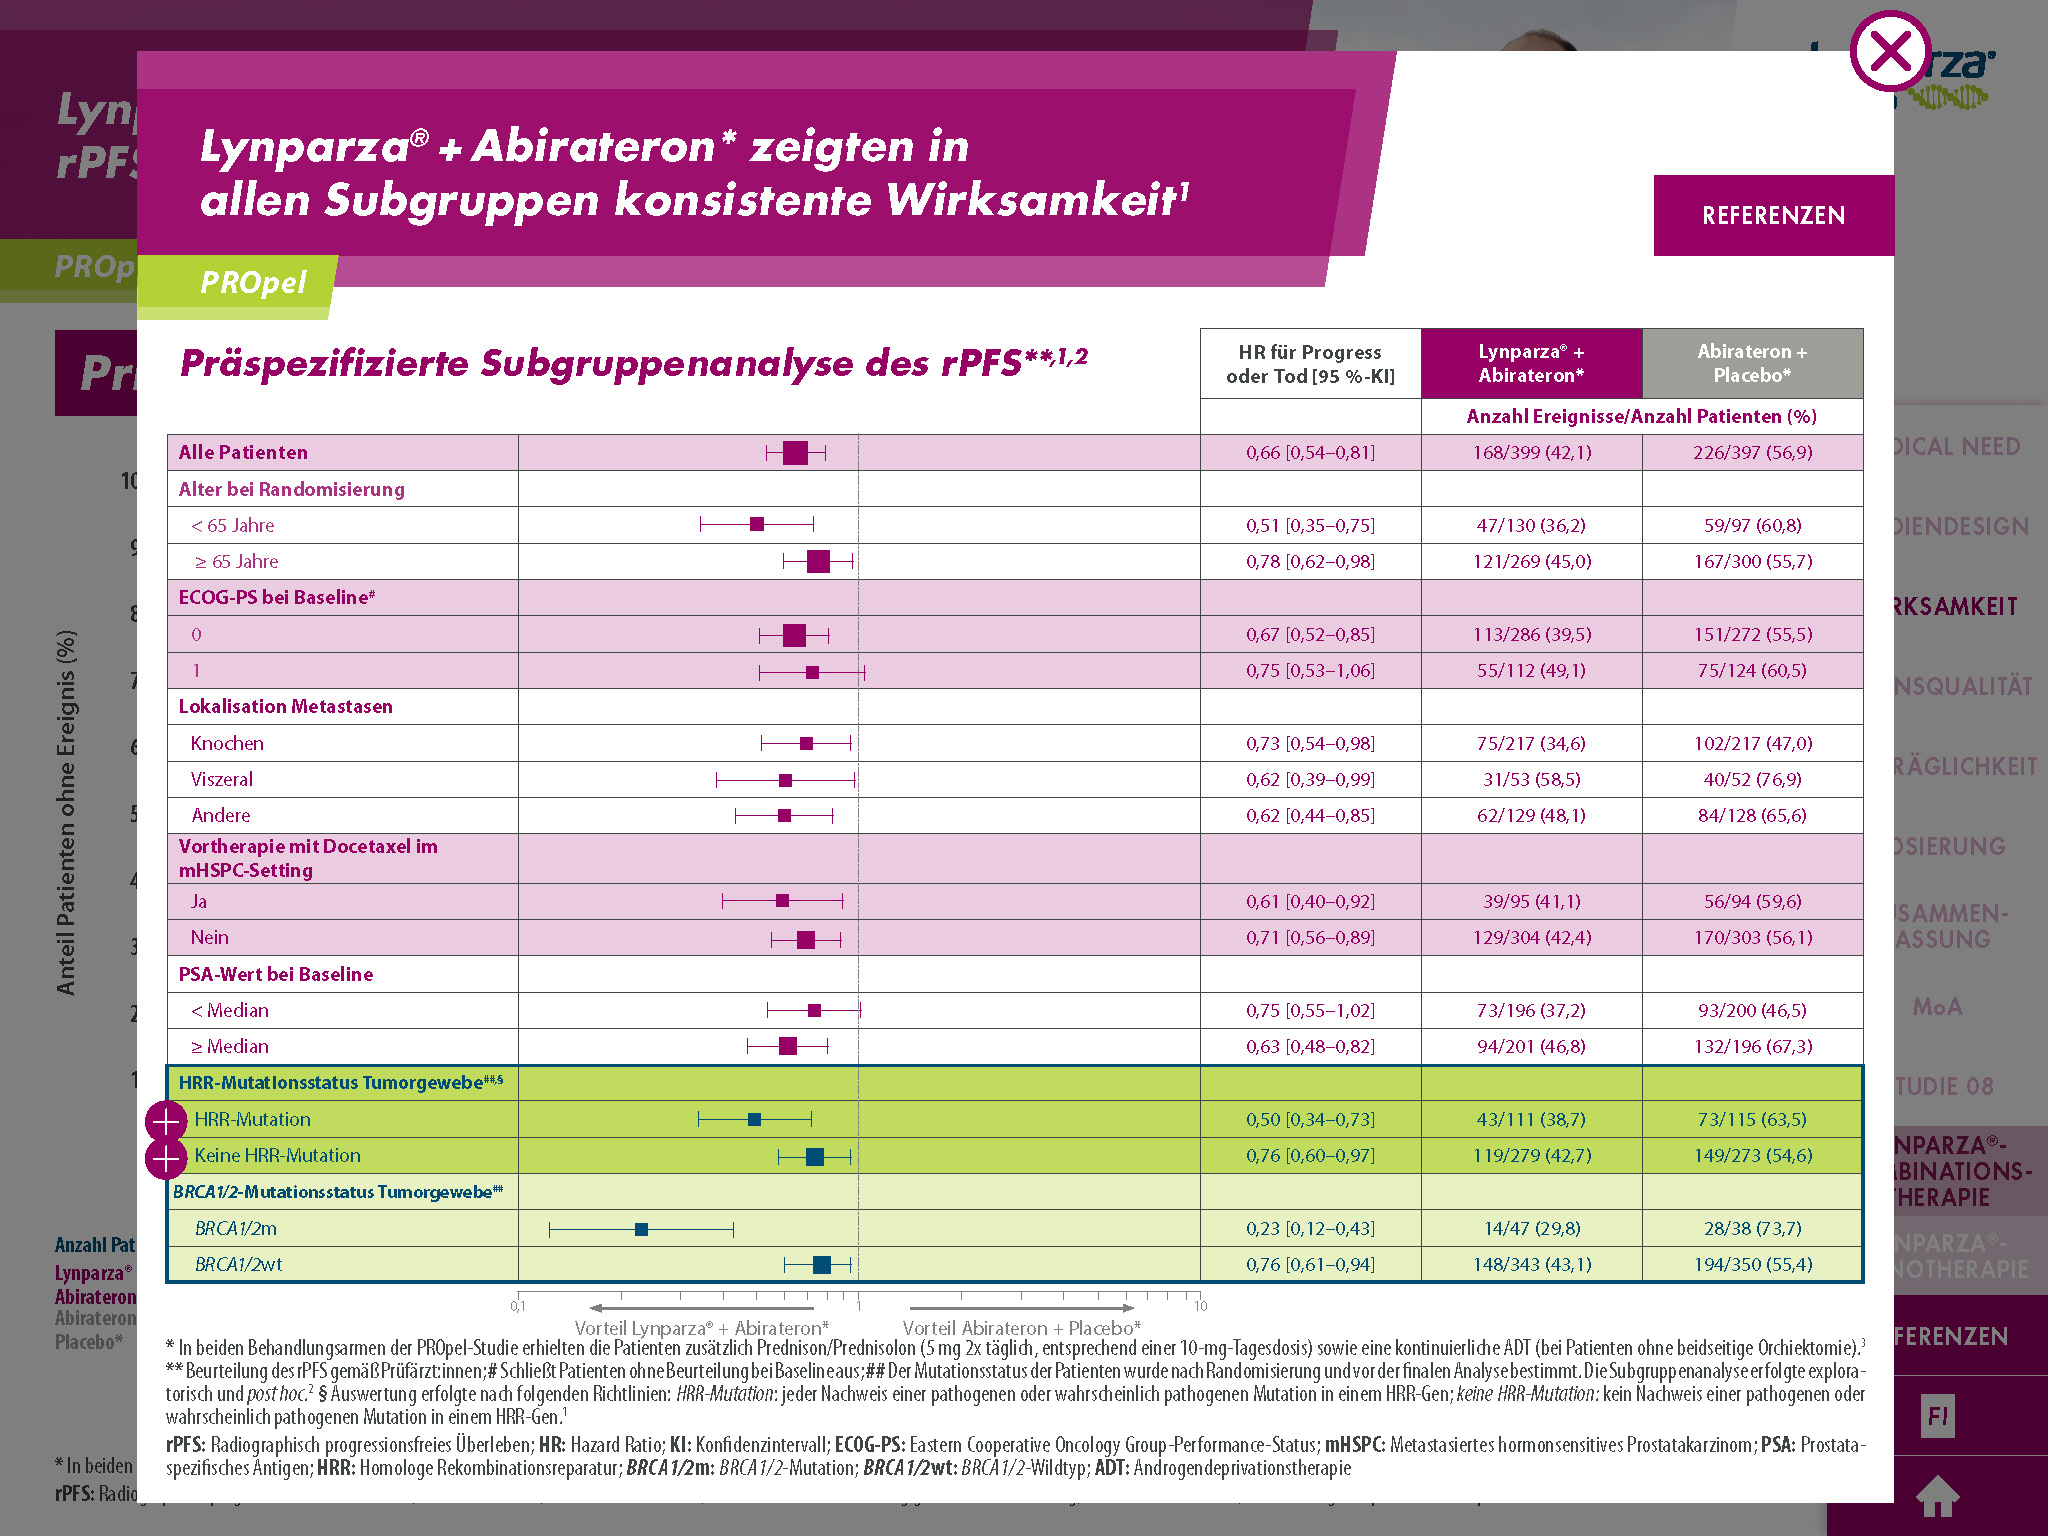 Lynparza® + Abirateron* zeigten in
allen Subgruppen konsistente Wirksamkeit¹
REFERENZEN
PROpel
Präspezifizierte Subgruppenanalyse des rPFS**,1,2
HR für Progress oder Tod [95 %-KI] Lynparza® + Abirateron* Abirateron + Placebo*
Anzahl Ereignisse/Anzahl Patienten (%)
Alle Patienten 0,66 [0,54–0,81] 168/399 (42,1) 226/397 (56,9)
Alter bei Randomisierung
< 65 Jahre 0,51 [0,35–0,75] 47/130 (36,2) 59/97 (60,8)
≥ 65 Jahre 0,78 [0,62–0,98] 121/269 (45,0) 167/300 (55,7)
ECOG-PS bei Baseline#
0 0,67 [0,52–0,85] 113/286 (39,5) 151/272 (55,5)
1 0,75 [0,53–1,06] 55/112 (49,1) 75/124 (60,5)
Lokalisation Metastasen
Knochen 0,73 [0,54–0,98] 75/217 (34,6) 102/217 (47,0)
Viszeral 0,62 [0,39–0,99] 31/53 (58,5) 40/52 (76,9)
Andere 0,62 [0,44–0,85] 62/129 (48,1) 84/128 (65,6)
Vortherapie mit Docetaxel im
mHSPC-Setting
Ja 0,61 [0,40–0,92] 39/95 (41,1) 56/94 (59,6)
Nein 0,71 [0,56–0,89] 129/304 (42,4) 170/303 (56,1)
PSA-Wert bei Baseline
< Median 0,75 [0,55–1,02] 73/196 (37,2) 93/200 (46,5)
≥ Median 0,63 [0,48–0,82] 94/201 (46,8) 132/196 (67,3)
HRR-Mutationsstatus Tumorgewebe##,§
HRR-Mutation 0,50 [0,34–0,73] 43/111 (38,7) 73/115 (63,5)
Keine HRR-Mutation 0,76 [0,60–0,97] 119/279 (42,7) 149/273 (54,6)
BRCA1/2-Mutationsstatus Tumorgewebe##
BRCA1/2m 0,23 [0,12–0,43] 14/47 (29,8) 28/38 (73,7)
BRCA1/2wt 0,76 [0,61–0,94] 148/343 (43,1) 194/350 (55,4)
0,1 1 10
Vorteil Lynparza® + Abirateron* Vorteil Abirateron + Placebo*
* In beiden Behandlungsarmen der PROpel-Studie erhielten die Patienten zusätzlich Prednison/Prednisolon (5 mg 2x täglich, entsprechend einer 10-mg-Tagesdosis) sowie eine kontinuierliche ADT (bei Patienten ohne beidseitige Orchiektomie).³
** Beurteilung des rPFS gemäß Prüfärzt:innen; # Schließt Patienten ohne Beurteilung bei Baseline aus; ## Der Mutationsstatus der Patienten wurde nach Randomisierung und vor der finalen Analyse bestimmt. Die Subgruppenanalyse erfolgte explora-
torisch und post hoc.² § Auswertung erfolgte nach folgenden Richtlinien: HRR-Mutation: jeder Nachweis einer pathogenen oder wahrscheinlich pathogenen Mutation in einem HRR-Gen; keine HRR-Mutation: kein Nachweis einer pathogenen oder
wahrscheinlich pathogenen Mutation in einem HRR-Gen.¹
rPFS: Radiographisch progressionsfreies Überleben; HR: Hazard Ratio; KI: Konfidenzintervall; ECOG-PS: Eastern Cooperative Oncology Group-Performance-Status; mHSPC: Metastasiertes hormonsensitives Prostatakarzinom; PSA: Prostata-
spezifisches Antigen; HRR: Homologe Rekombinationsreparatur; BRCA1/2m: BRCA1/2-Mutation; BRCA1/2wt: BRCA1/2-Wildtyp; ADT: Androgendeprivationstherapie
rPFS
Anteil Patienten ohne Ereignis (%)
Anzahl Pat
Lynparza®
Abirateron
Abirateron
Placebo*
* In beiden
rPFS: Radio
MoA
FI